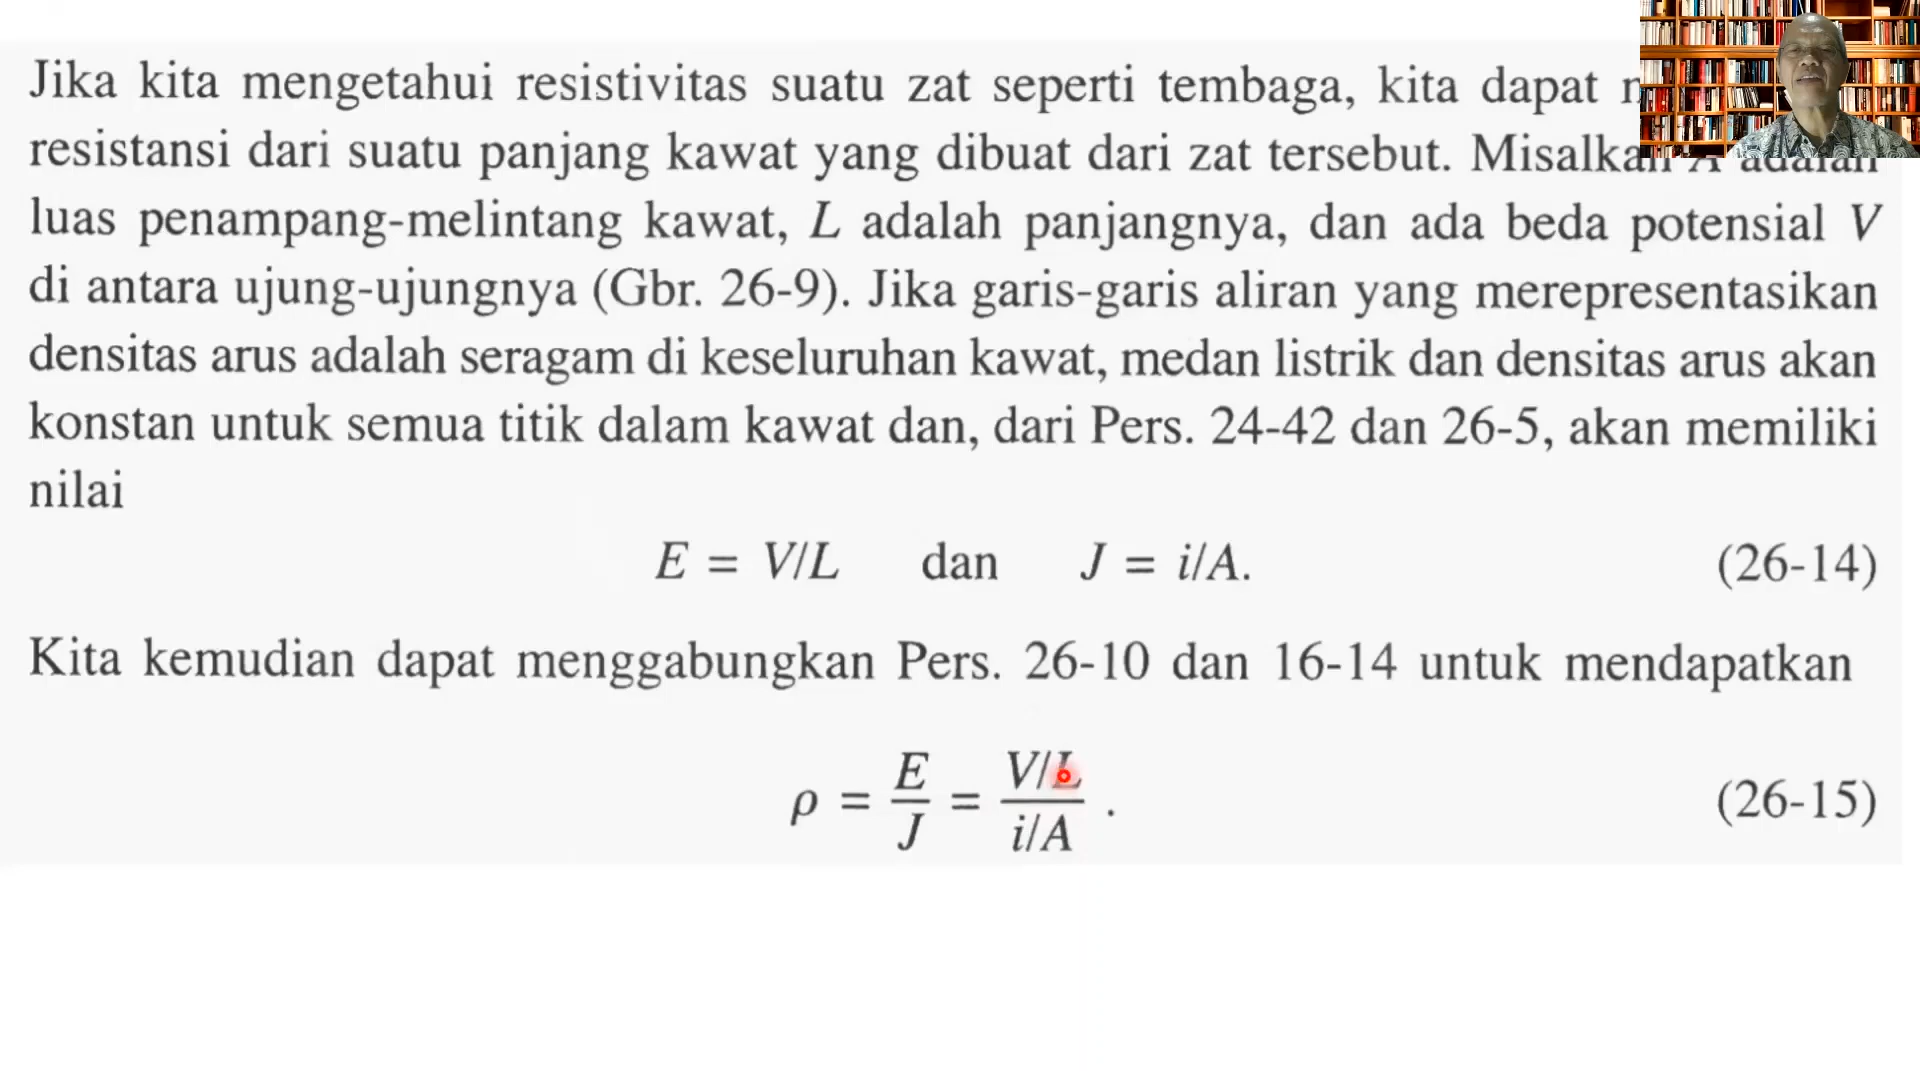 Jika kita mengetahui resistivitas suatu zat seperti tembaga, kita dapat
resistansi dari suatu panjang kawat yang dibuat dari zat tersebut. Misalkan A adalah
luas penampang-melintang kawat, L adalah panjangnya, dan ada beda potensial V
di antara ujung-ujungnya (Gbr. 26-9). Jika garis-garis aliran yang merepresentasikan
densitas arus adalah seragam di keseluruhan kawat, medan listrik dan densitas arus akan
konstan untuk semua titik dalam kawat dan, dari Pers. 24-42 dan 26-5, akan memiliki
nilai
E = V/L dan J = i/A. (26-14)
Kita kemudian dapat menggabungkan Pers. 26-10 dan 16-14 untuk mendapatkan
ρ = E/J = (V/L)/(i/A) . (26-15)